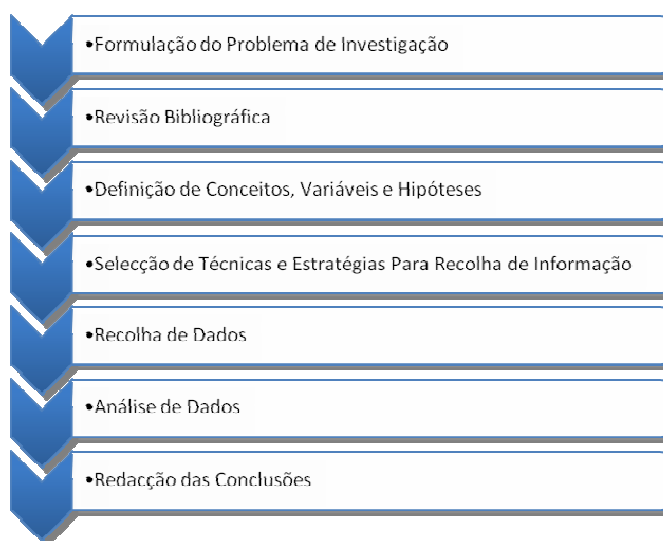 •Formulação do Problema de Investigação
•Revisão Bibliográfica
•Definição de Conceitos, Variáveis e Hipóteses
•Selecção de Técnicas e Estratégias Para Recolha de Informação
•Recolha de Dados
•Análise de Dados
•Redacção das Conclusões